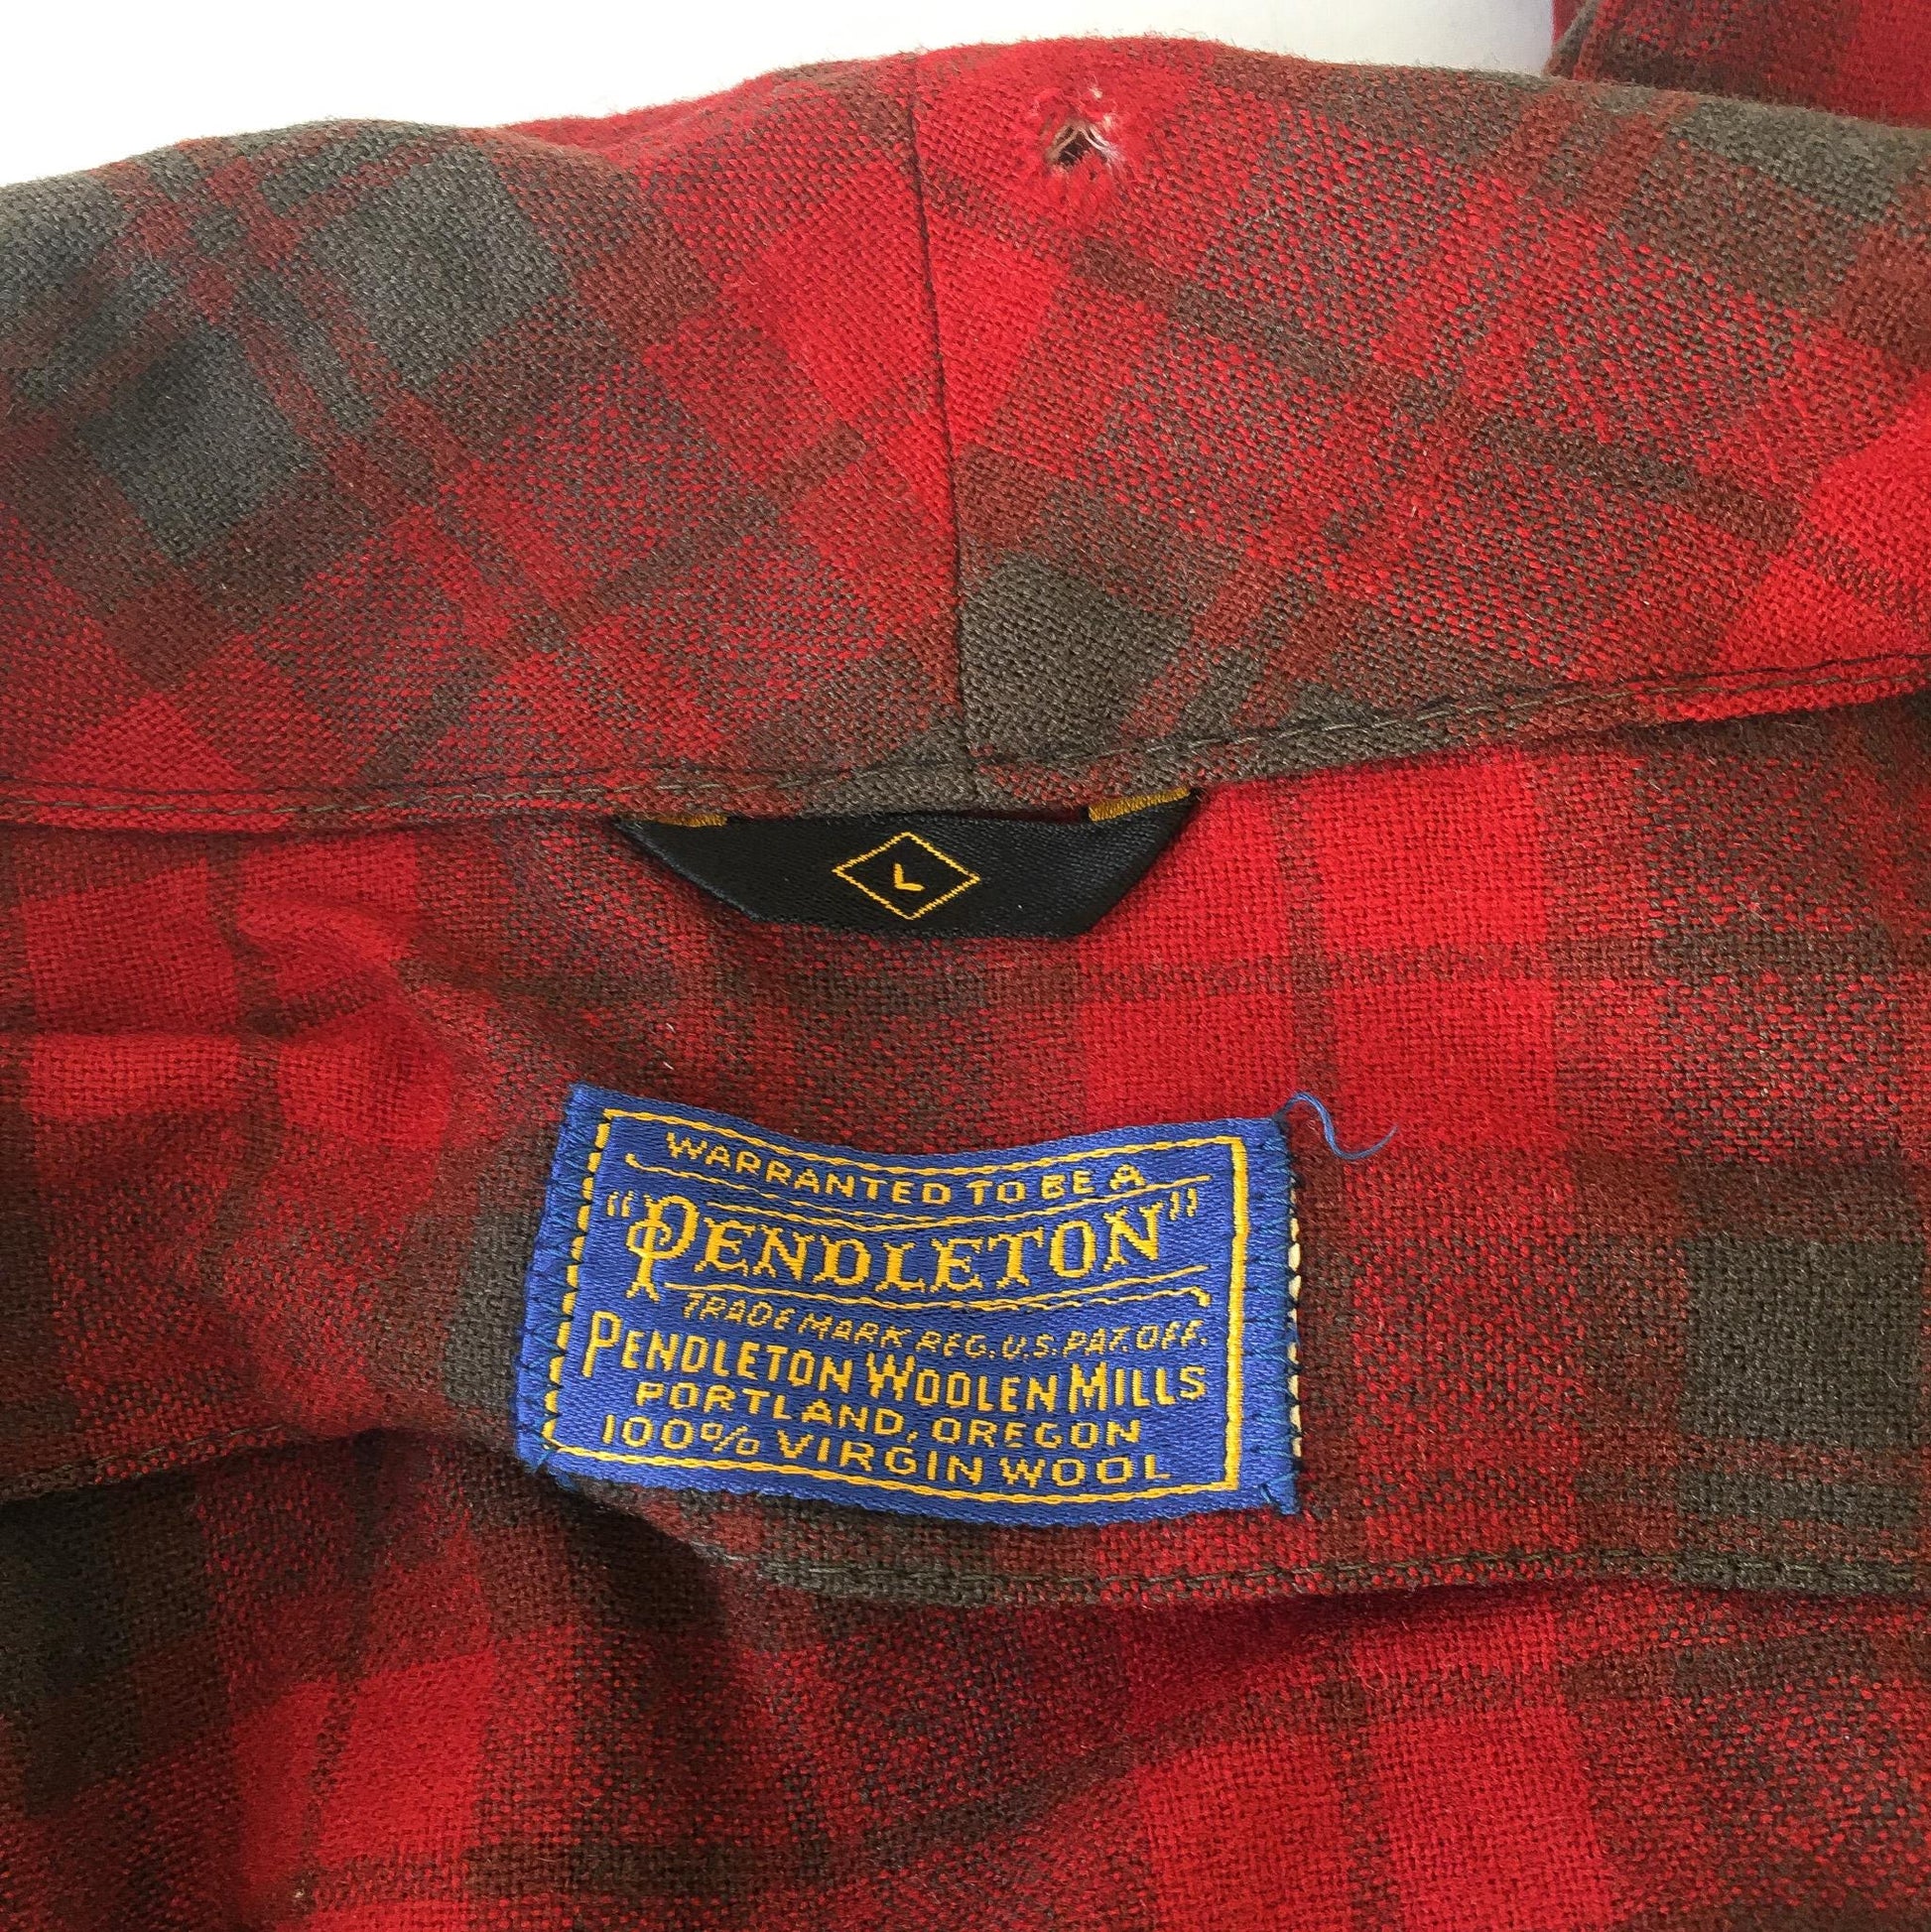 L
WARRANTED TO BE A
"PENDLETON"
TRADE MARK REG. U.S. PAT. OFF.
PENDLETON WOOLEN MILLS
PORTLAND, OREGON
100% VIRGIN WOOL